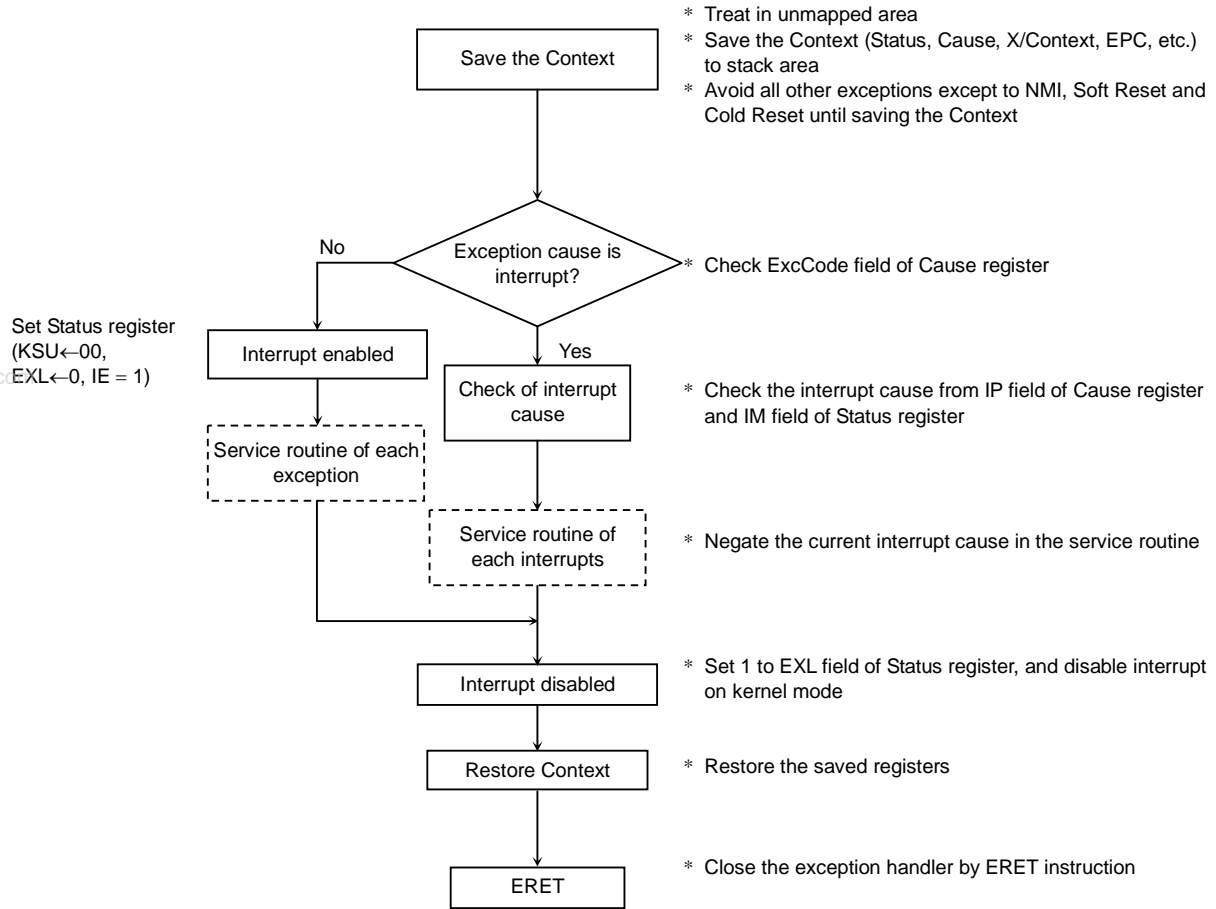 * Treat in unmapped area
* Save the Context (Status, Cause, X/Context, EPC, etc.)
to stack area
* Avoid all other exceptions except to NMI, Soft Reset and
Cold Reset until saving the Context
Save the Context
No
Exception cause is
interrupt?
* Check ExcCode field of Cause register
Set Status register
(KSU←00,
EXL←0, IE = 1)
Interrupt enabled
Yes
Check of interrupt
cause
* Check the interrupt cause from IP field of Cause register
and IM field of Status register
Service routine of each
exception
Service routine of
each interrupts
* Negate the current interrupt cause in the service routine
Interrupt disabled
* Set 1 to EXL field of Status register, and disable interrupt
on kernel mode
Restore Context
* Restore the saved registers
ERET
* Close the exception handler by ERET instruction